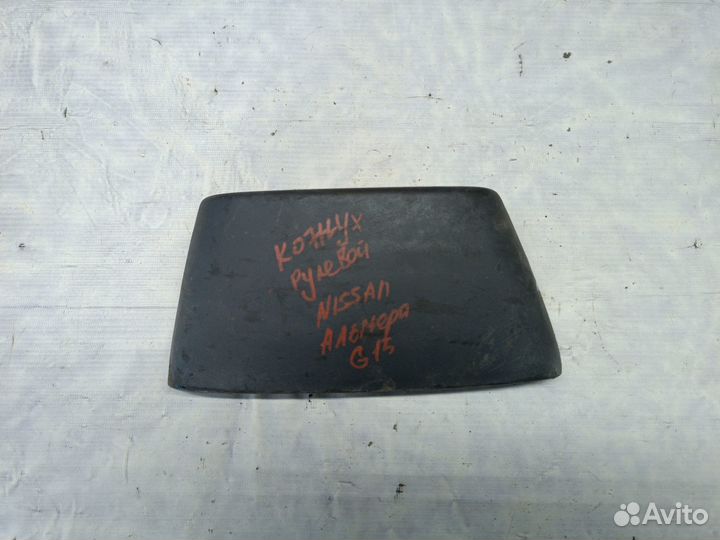 КОЖУХ
рулевой
NISSAN
Альмера
G15
Avito